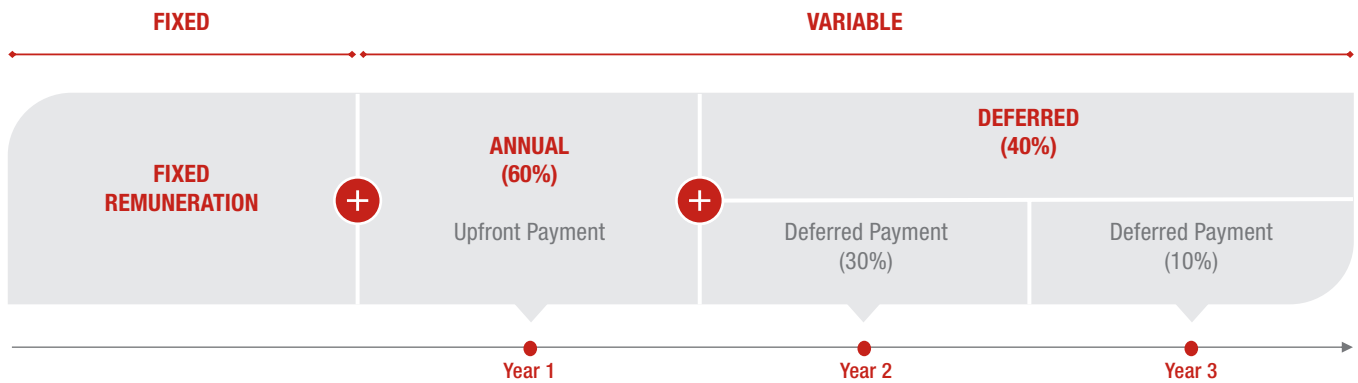 FIXED
VARIABLE
FIXED
REMUNERATION
+
ANNUAL
(60%)
Upfront Payment
+
DEFERRED
(40%)
Deferred Payment
(30%)
Deferred Payment
(10%)
Year 1
Year 2
Year 3